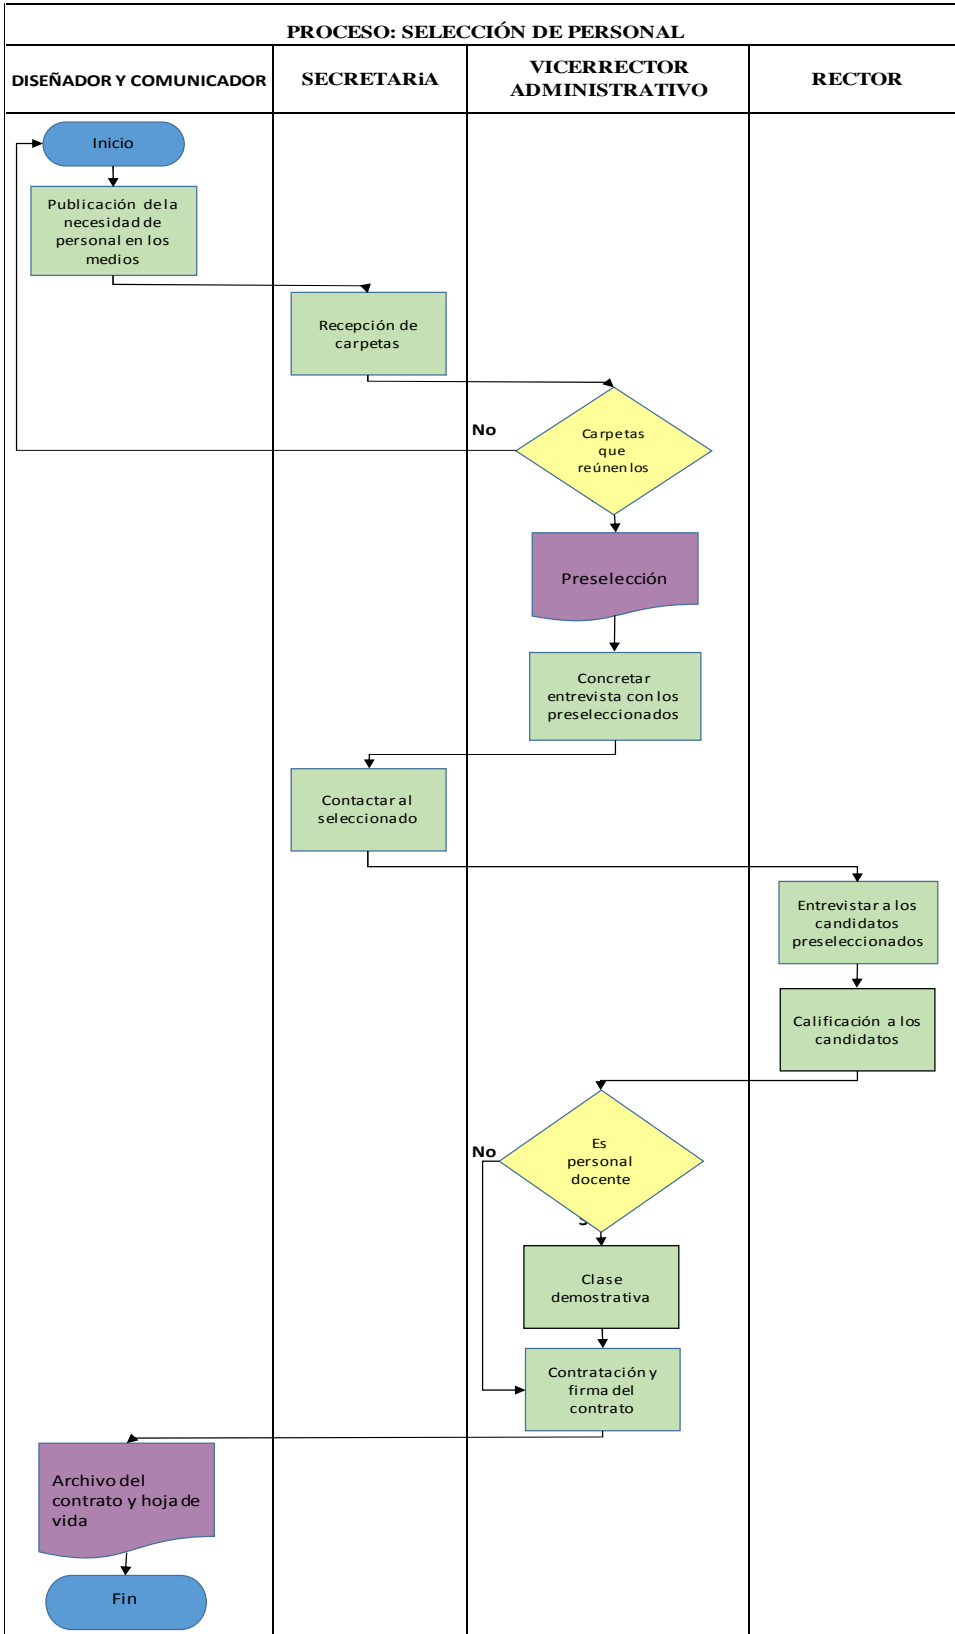 PROCESO: SELECCIÓN DE PERSONAL
DISEÑADOR Y COMUNICADOR
SECRETARiA
VICERRECTOR
ADMINISTRATIVO
RECTOR
Inicio
Publicación de la
necesidad de
personal en los
medios
Recepción de
carpetas
No
Carpetas
que
reúnen los
Preselección
Concretar
entrevista con los
preseleccionados
Contactar al
seleccionado
Entrevistar a los
candidatos
preseleccionados
Calificación a los
candidatos
No
Es
personal
docente
Clase
demostrativa
Contratación y
firma del
contrato
Archivo del
contrato y hoja de
vida
Fin